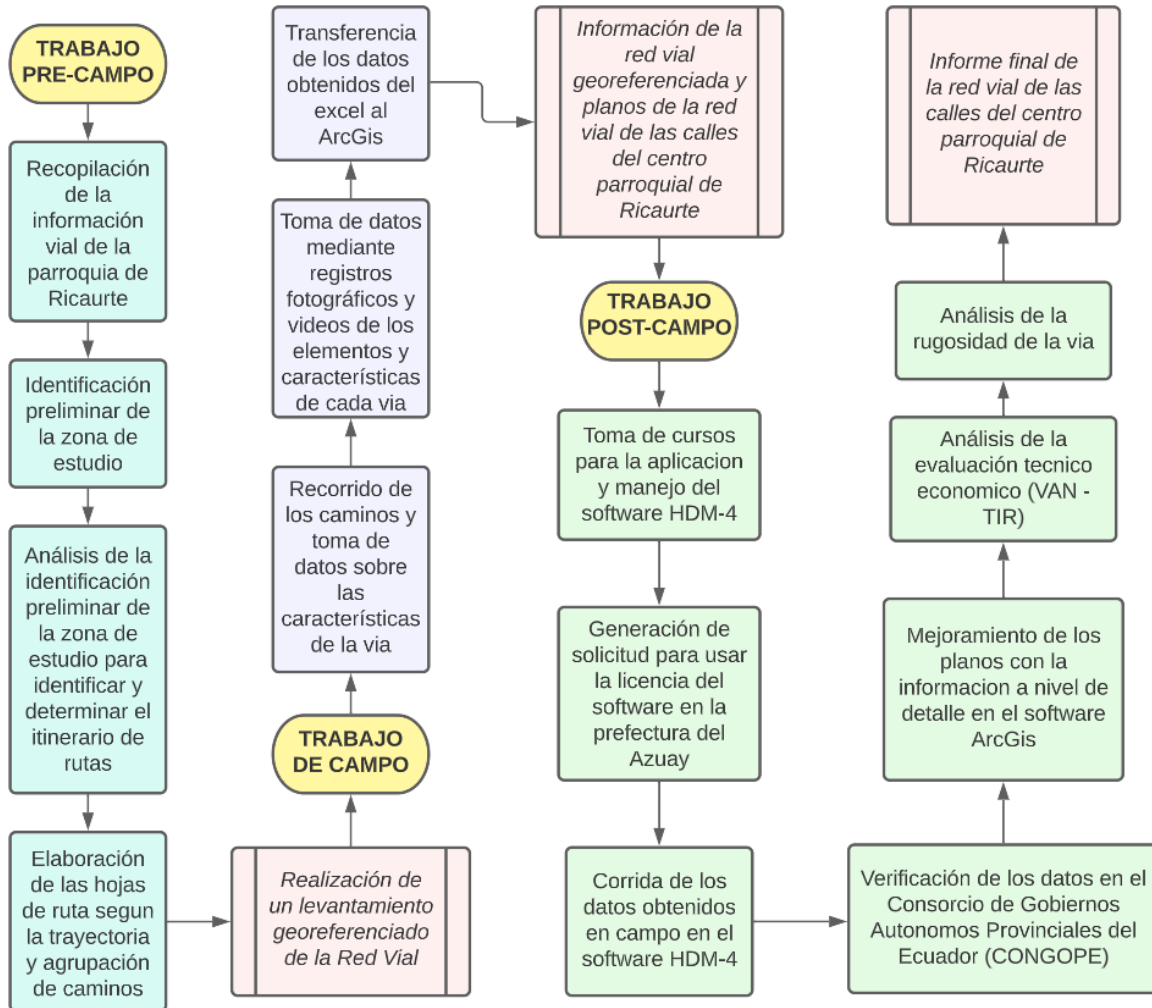 TRABAJO
PRE-CAMPO
Recopilación
de la
información
vial de la
parroquia de
Ricaurte
Identificación
preliminar de
la zona de
estudio
Análisis de la
identificación
preliminar de
la zona de
estudio para
identificar y
determinar el
itinerario de
rutas
Elaboración
de las hojas
de ruta segun
la trayectoria
y agrupación
de caminos
Realización de
un levantamiento
georeferenciado
de la Red Vial
TRABAJO
DE CAMPO
Recorrido de
los caminos y
toma de
datos sobre
las
características
de la via
Toma de datos
mediante
registros
fotográficos y
videos de los
elementos y
características
de cada via
Transferencia
de los datos
obtenidos del
excel al
ArcGis
Información de la
red vial
georeferenciada y
planos de la red
vial de las calles
del centro
parroquial de
Ricaurte
TRABAJO
POST-CAMPO
Toma de cursos
para la aplicacion
y manejo del
software HDM-4
Generación de
solicitud para usar
la licencia del
software en la
prefectura del
Azuay
Corrida de los
datos obtenidos
en campo en el
software HDM-4
Verificación de los datos en el
Consorcio de Gobiernos
Autonomos Provinciales del
Ecuador (CONGOPE)
Mejoramiento de los
planos con la
informacion a nivel de
detalle en el software
ArcGis
Análisis de la
evaluación tecnico
economico (VAN -
TIR)
Análisis de la
rugosidad de la via
Informe final de
la red vial de las
calles del centro
parroquial de
Ricaurte